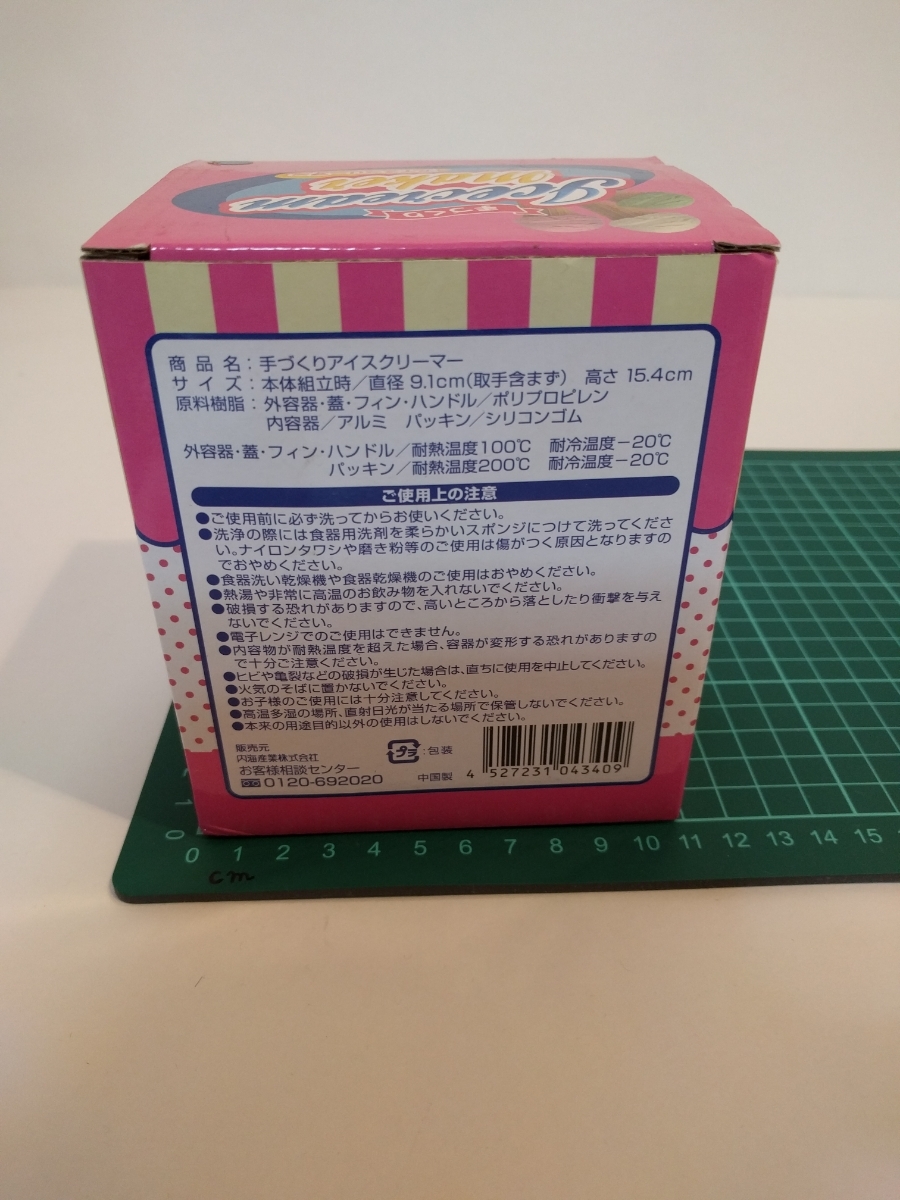 Icecream
maker
手づくり
商品名：手づくりアイスクリーマー
サイズ：本体組立時／直径 9.1cm(取手含まず) 高さ 15.4cm
原料樹脂：外容器・蓋・フィン・ハンドル／ポリプロピレン
内容器／アルミ パッキン／シリコンゴム
外容器・蓋・フィン・ハンドル／耐熱温度100℃ 耐冷温度－20℃
パッキン／耐熱温度200℃ 耐冷温度－20℃
ご使用上の注意
●ご使用前に必ず洗ってからお使いください。
●洗浄の際には食器用洗剤を柔らかいスポンジにつけて洗ってくださ
い。ナイロンタワシや磨き粉等のご使用は傷がつく原因となりますの
でおやめください。
●食器洗い乾燥機や食器乾燥機のご使用はおやめください。
●熱湯や非常に高温のお飲み物を入れないでください。
●破損する恐れがありますので、高いところから落としたり衝撃を与え
ないでください。
●電子レンジでのご使用はできません。
●内容物が耐熱温度を超えた場合、容器が変形する恐れがありますの
で十分ご注意ください。
●ヒビや亀裂などの破損が生じた場合は、直ちに使用を中止してください。
●火気のそばに置かないでください。
●お子様のご使用には十分注意してください。
●高温多湿の場所、直射日光が当たる場所で保管しないでください。
●本来の用途目的以外の使用はしないでください。
販売元
内海産業株式会社
お客様相談センター
0120-692020
プラ：包装
中国製
4 527231 043409
0
0 1 2 3 4 5 6 7 8 9 10 11 12 13 14 15
cm